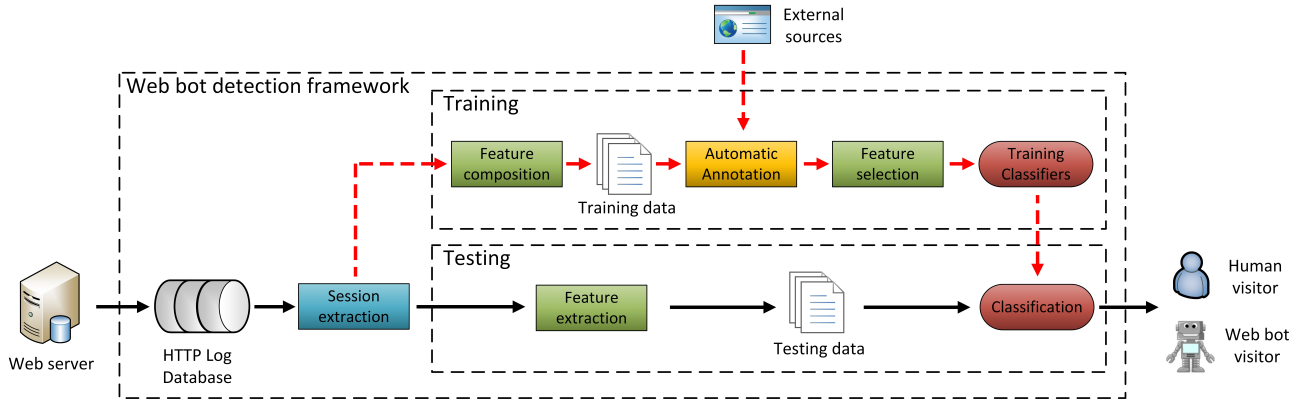 External
sources
Web bot detection framework
Training
Feature
composition
Training data
Automatic
Annotation
Feature
selection
Training
Classifiers
Testing
Web server
HTTP Log
Database
Session
extraction
Feature
extraction
Testing data
Classification
Human
visitor
Web bot
visitor